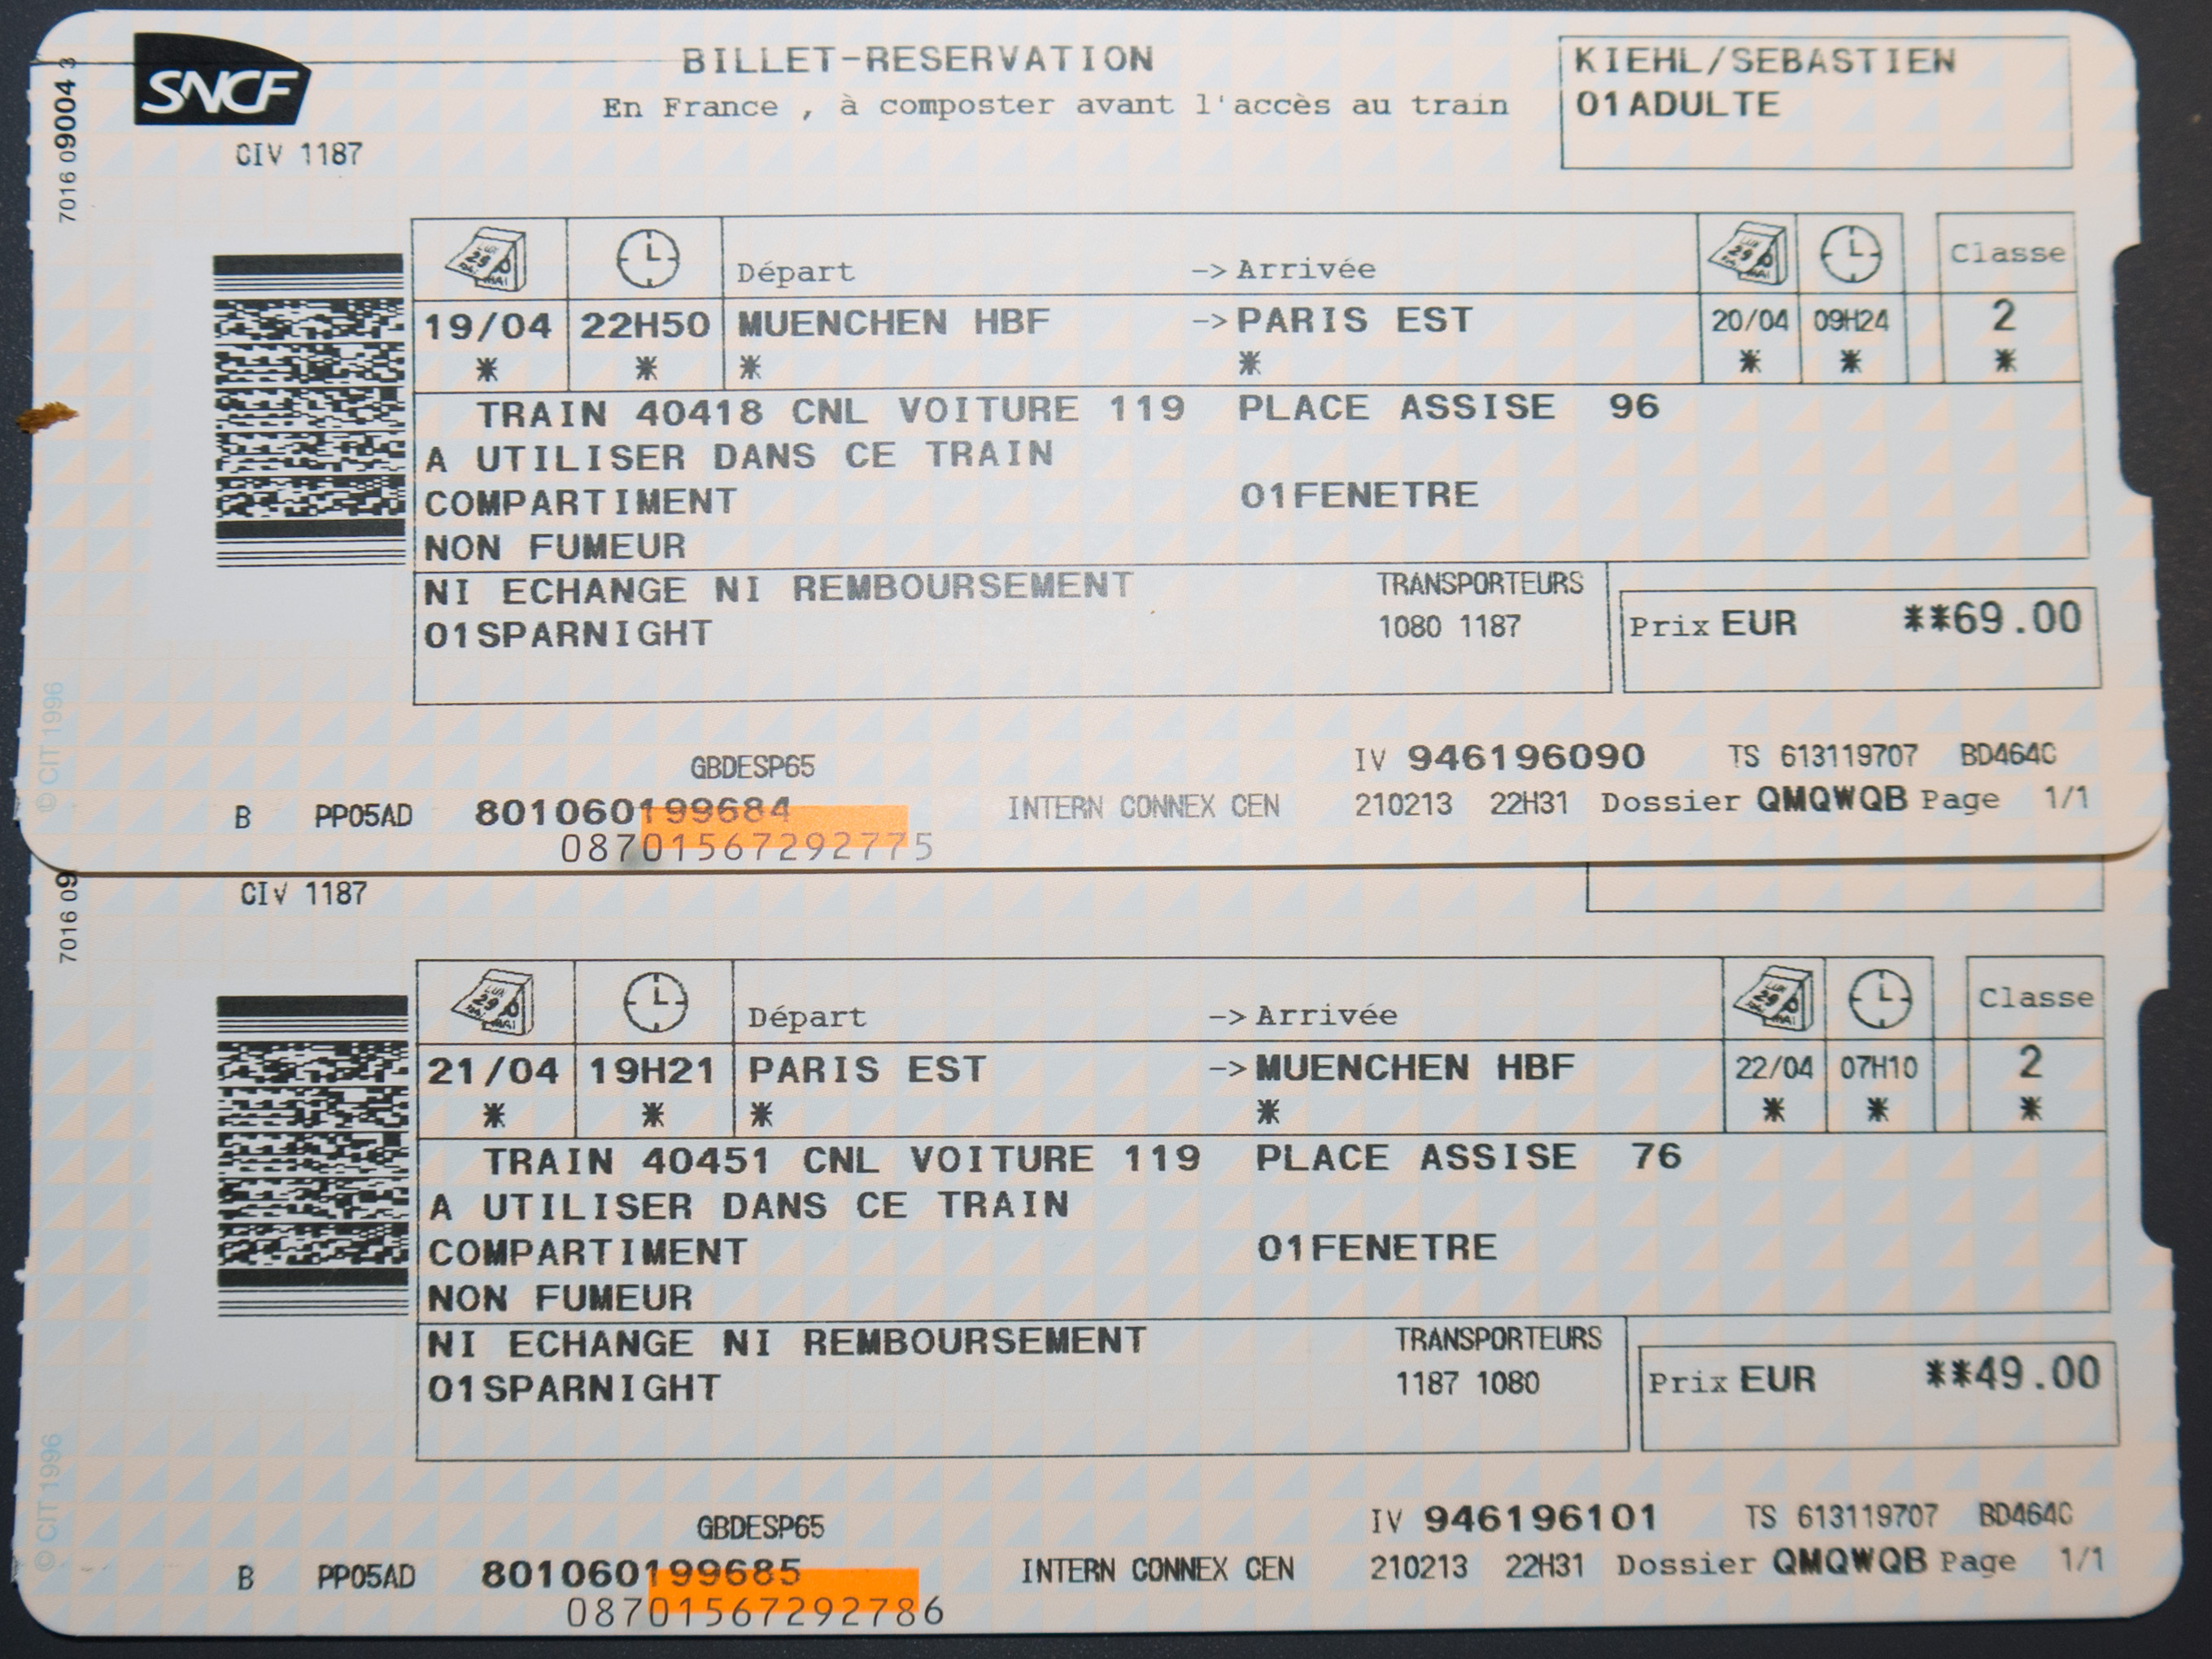 7016 090043
SNCF
CIV 1187
BILLET-RESERVATION
En France , à composter avant l'accès au train
KIEHL/SEBASTIEN
01ADULTE
Départ -> Arrivée Classe
19/04 22H50 MUENCHEN HBF -> PARIS EST 20/04 09H24 2
* * * * * * *
TRAIN 40418 CNL VOITURE 119 PLACE ASSISE 96
A UTILISER DANS CE TRAIN
COMPARTIMENT 01FENETRE
NON FUMEUR
NI ECHANGE NI REMBOURSEMENT TRANSPORTEURS
01SPARNIGHT 1080 1187
Prix EUR **69.00
© CIT 1996
GBDESP65 IV 946196090 TS 613119707 BD464C
B PP05AD 801060199684 INTERN CONNEX CEN 210213 22H31 Dossier QMQWQB Page 1/1
08701567292775
7016 09
CIV 1187
Départ -> Arrivée Classe
21/04 19H21 PARIS EST -> MUENCHEN HBF 22/04 07H10 2
* * * * * * *
TRAIN 40451 CNL VOITURE 119 PLACE ASSISE 76
A UTILISER DANS CE TRAIN
COMPARTIMENT 01FENETRE
NON FUMEUR
NI ECHANGE NI REMBOURSEMENT TRANSPORTEURS
01SPARNIGHT 1187 1080
Prix EUR **49.00
© CIT 1996
GBDESP65 IV 946196101 TS 613119707 BD464C
B PP05AD 801060199685 INTERN CONNEX CEN 210213 22H31 Dossier QMQWQB Page 1/1
08701567292786